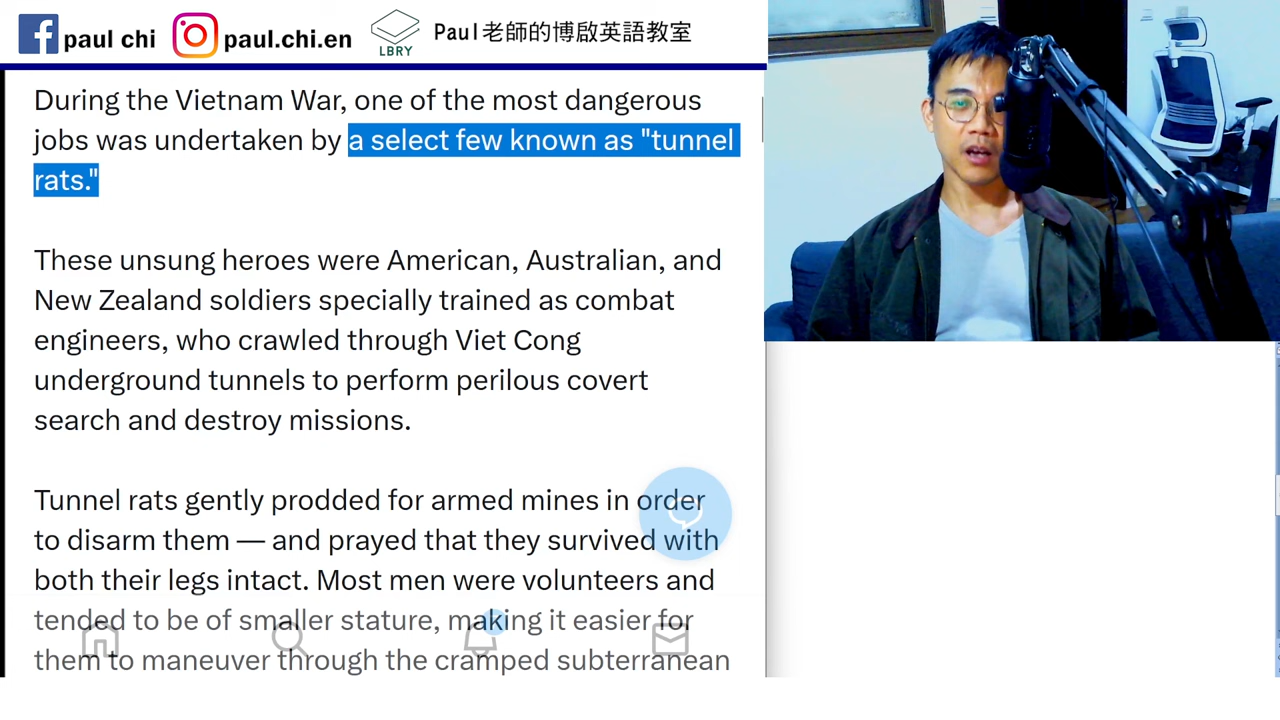 paul chi
paul.chi.en
LBRY
Paul老師的博啟英語教室
During the Vietnam War, one of the most dangerous
jobs was undertaken by a select few known as "tunnel
rats."
These unsung heroes were American, Australian, and
New Zealand soldiers specially trained as combat
engineers, who crawled through Viet Cong
underground tunnels to perform perilous covert
search and destroy missions.
Tunnel rats gently prodded for armed mines in order
to disarm them — and prayed that they survived with
both their legs intact. Most men were volunteers and
tended to be of smaller stature, making it easier for
them to maneuver through the cramped subterranean